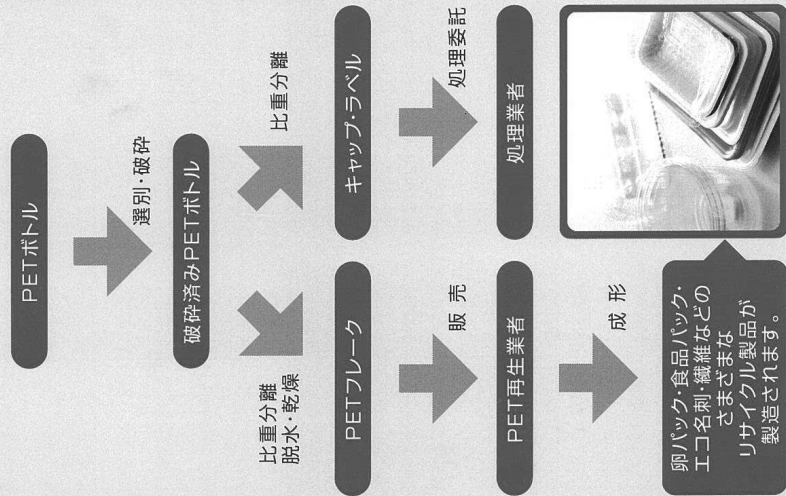 PETボトル
選別・破砕
破砕済みPETボトル
比重分離
脱水・乾燥
比重分離
PETフレーク
キャップ・ラベル
販売
処理委託
PET再生業者
処理業者
成形
卵パック・食品パック・
エコ名刺・繊維などの
さまざまな
リサイクル製品が
製造されます。